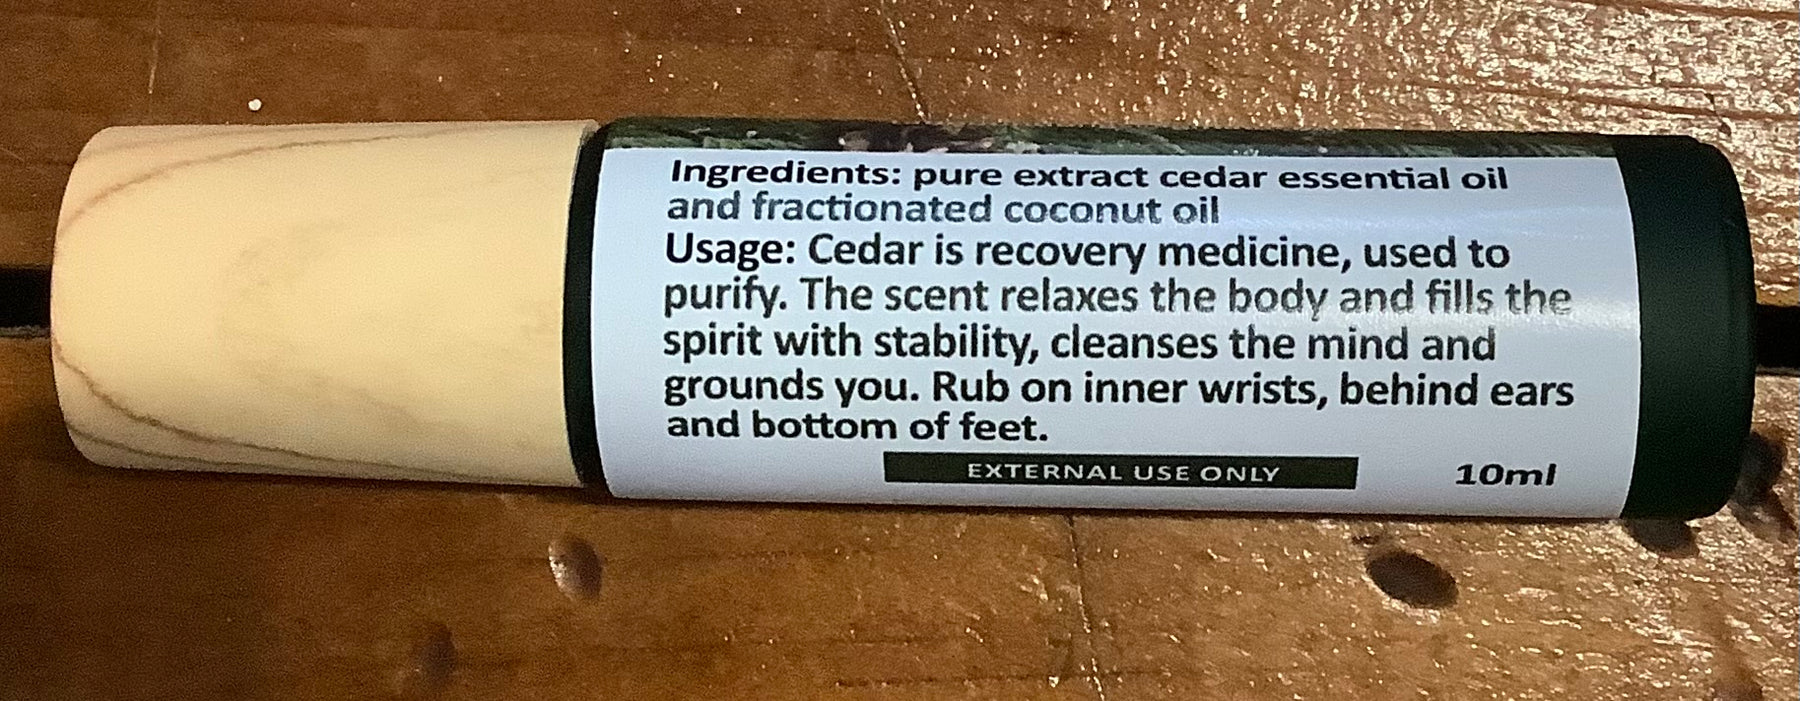 Ingredients: pure extract cedar essential oil
and fractionated coconut oil
Usage: Cedar is recovery medicine, used to
purify. The scent relaxes the body and fills the
spirit with stability, cleanses the mind and
grounds you. Rub on inner wrists, behind ears
and bottom of feet.
EXTERNAL USE ONLY
10ml